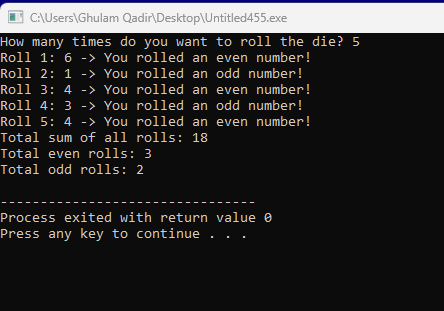 C:\Users\Ghulam Qadir\Desktop\Untitled455.exe
How many times do you want to roll the die? 5
Roll 1: 6 -> You rolled an even number!
Roll 2: 1 -> You rolled an odd number!
Roll 3: 4 -> You rolled an even number!
Roll 4: 3 -> You rolled an odd number!
Roll 5: 4 -> You rolled an even number!
Total sum of all rolls: 18
Total even rolls: 3
Total odd rolls: 2
--------------------------------
Process exited with return value 0
Press any key to continue . . .